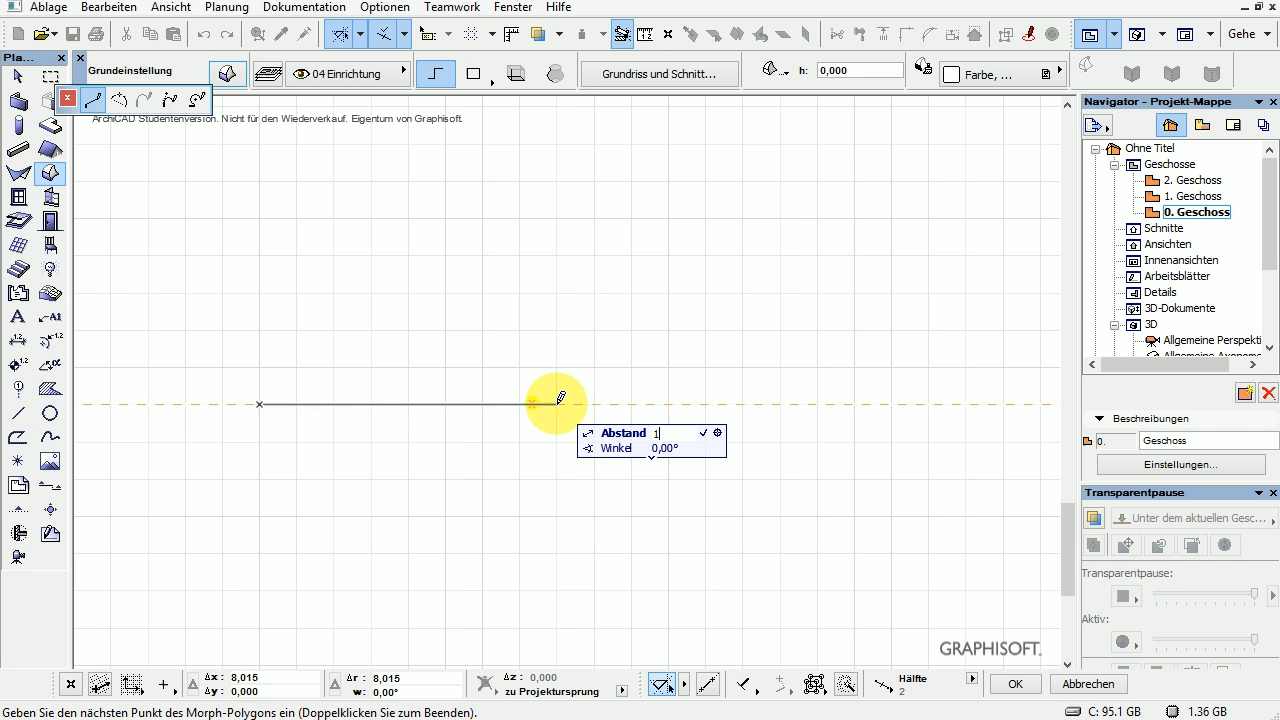 Ablage Bearbeiten Ansicht Planung Dokumentation Optionen Teamwork Fenster Hilfe
Gehe
Pla...
Grundeinstellung
04 Einrichtung
Grundriss und Schnitt...
h: 0,000
Farbe, ...
ArchiCAD Studentenversion. Nicht für den Wiederverkauf. Eigentum von Graphisoft.
Navigator - Projekt-Mappe
Ohne Titel
Geschosse
2. Geschoss
1. Geschoss
0. Geschoss
Schnitte
Ansichten
Innenansichten
Arbeitsblätter
Details
3D-Dokumente
3D
Allgemeine Perspekti
Allgemeine Axonome
Abstand 1
Winkel 0,00°
Beschreibungen
0. Geschoss
Einstellungen...
Transparentpause
Unter dem aktuellen Gesc...
Transparentpause:
Aktiv:
GRAPHISOFT.
Δx: 8,015
Δy: 0,000
Δr: 8,015
w: 0,00°
Δz: 0,000
zu Projektursprung
Hälfte
2
OK
Abbrechen
Geben Sie den nächsten Punkt des Morph-Polygons ein (Doppelklicken Sie zum Beenden).
C: 95.1 GB
1.36 GB